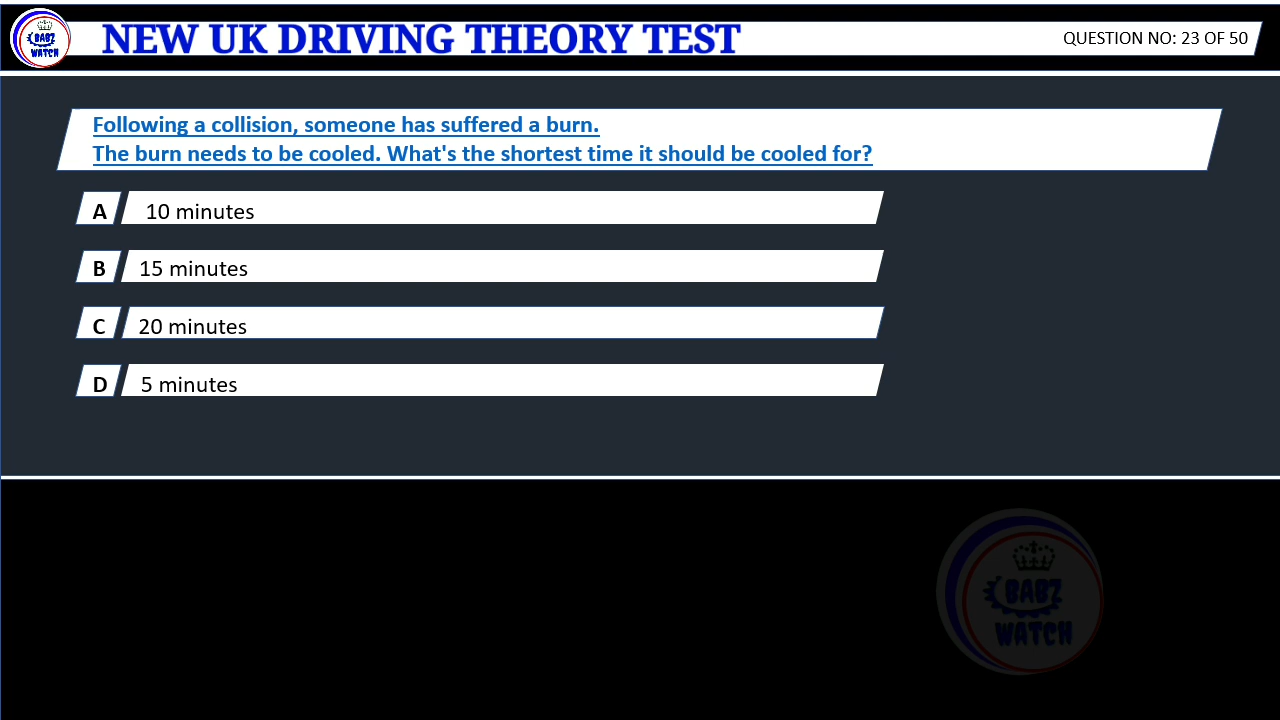 BABZ
WATCH
NEW UK DRIVING THEORY TEST
QUESTION NO: 23 OF 50
Following a collision, someone has suffered a burn.
The burn needs to be cooled. What's the shortest time it should be cooled for?
A 10 minutes
B 15 minutes
C 20 minutes
D 5 minutes
BABZ
WATCH